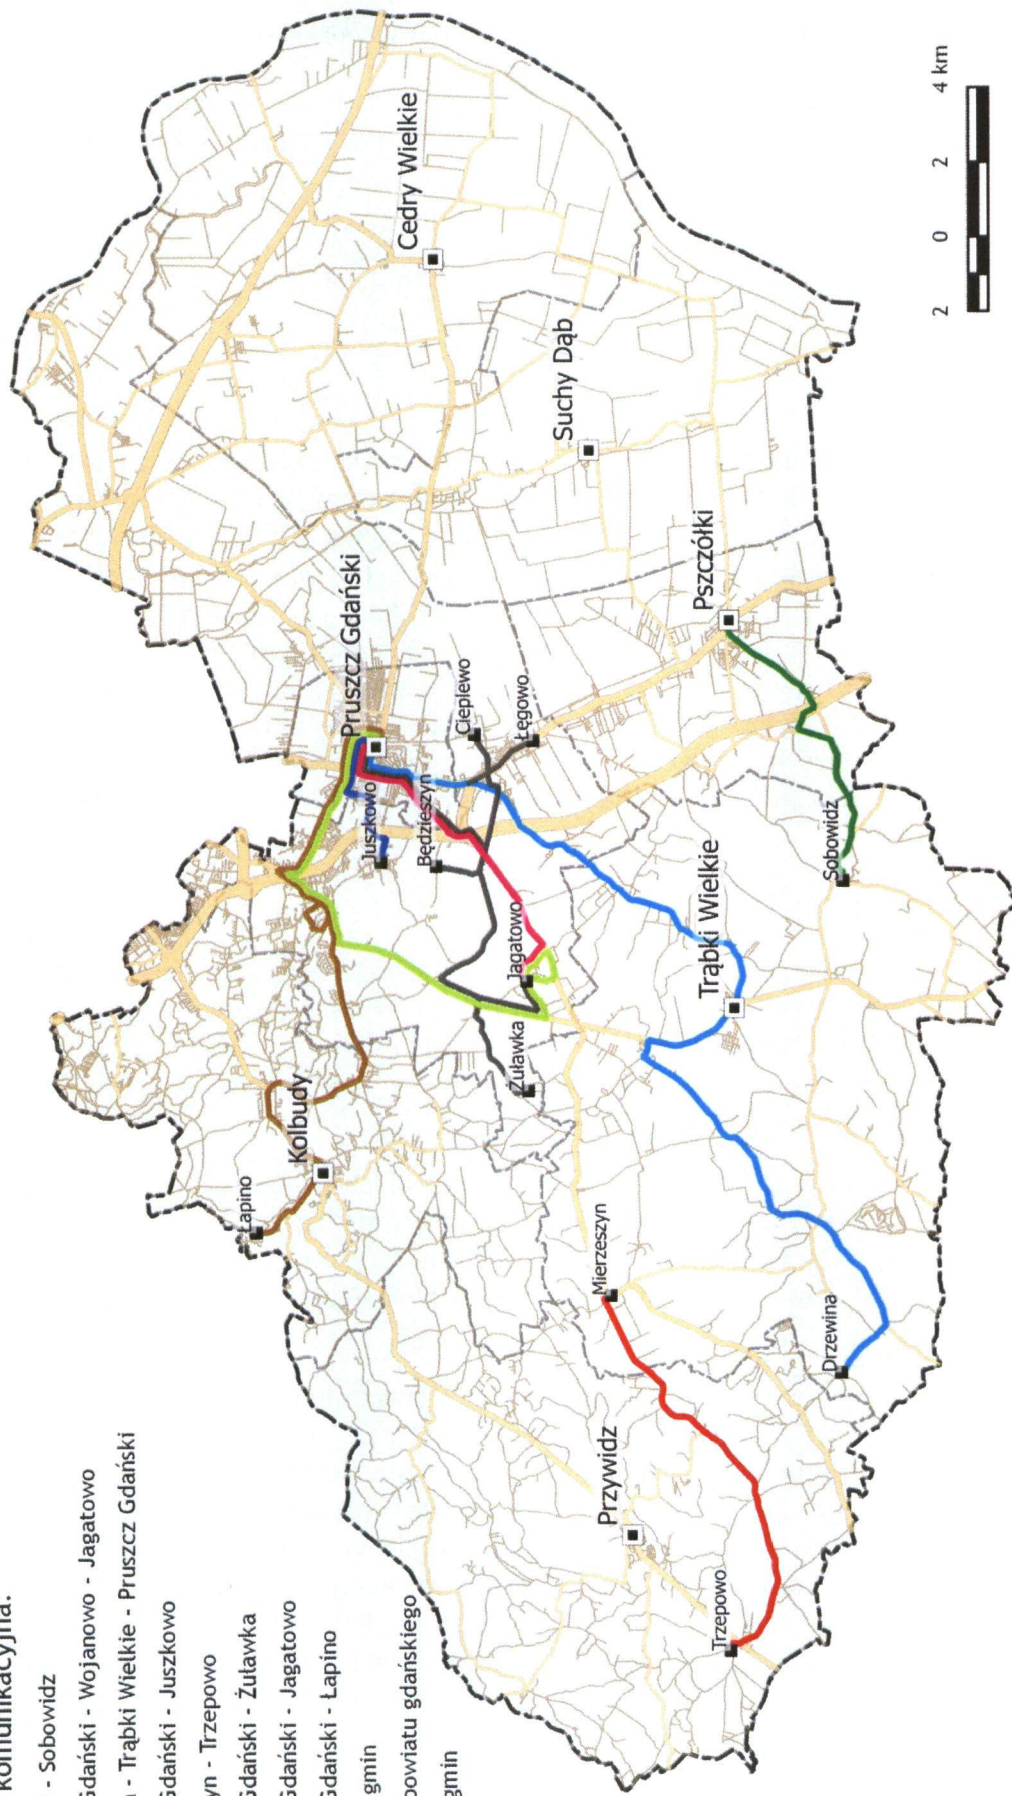 komunikacyjna:
- Sobowidz
Gdański - Wojanowo - Jagatowo
- Trąbki Wielkie - Pruszcz Gdański
Gdański - Juszkowo
yn - Trzepowo
Gdański - Żuławka
Gdański - Jagatowo
Gdański - Łapino
gmin
powiatu gdańskiego
gmin
Łapino
Kolbudy
Pruszcz Gdański
Juszkowo
Będzieszyn
Cieplewo
Łęgowo
Jagatowo
Żuławka
Cedry Wielkie
Suchy Dąb
Pszczółki
Sobowidz
Trąbki Wielkie
Mierzeszyn
Drzewina
Przywidz
Trzepowo
2 0 2 4 km